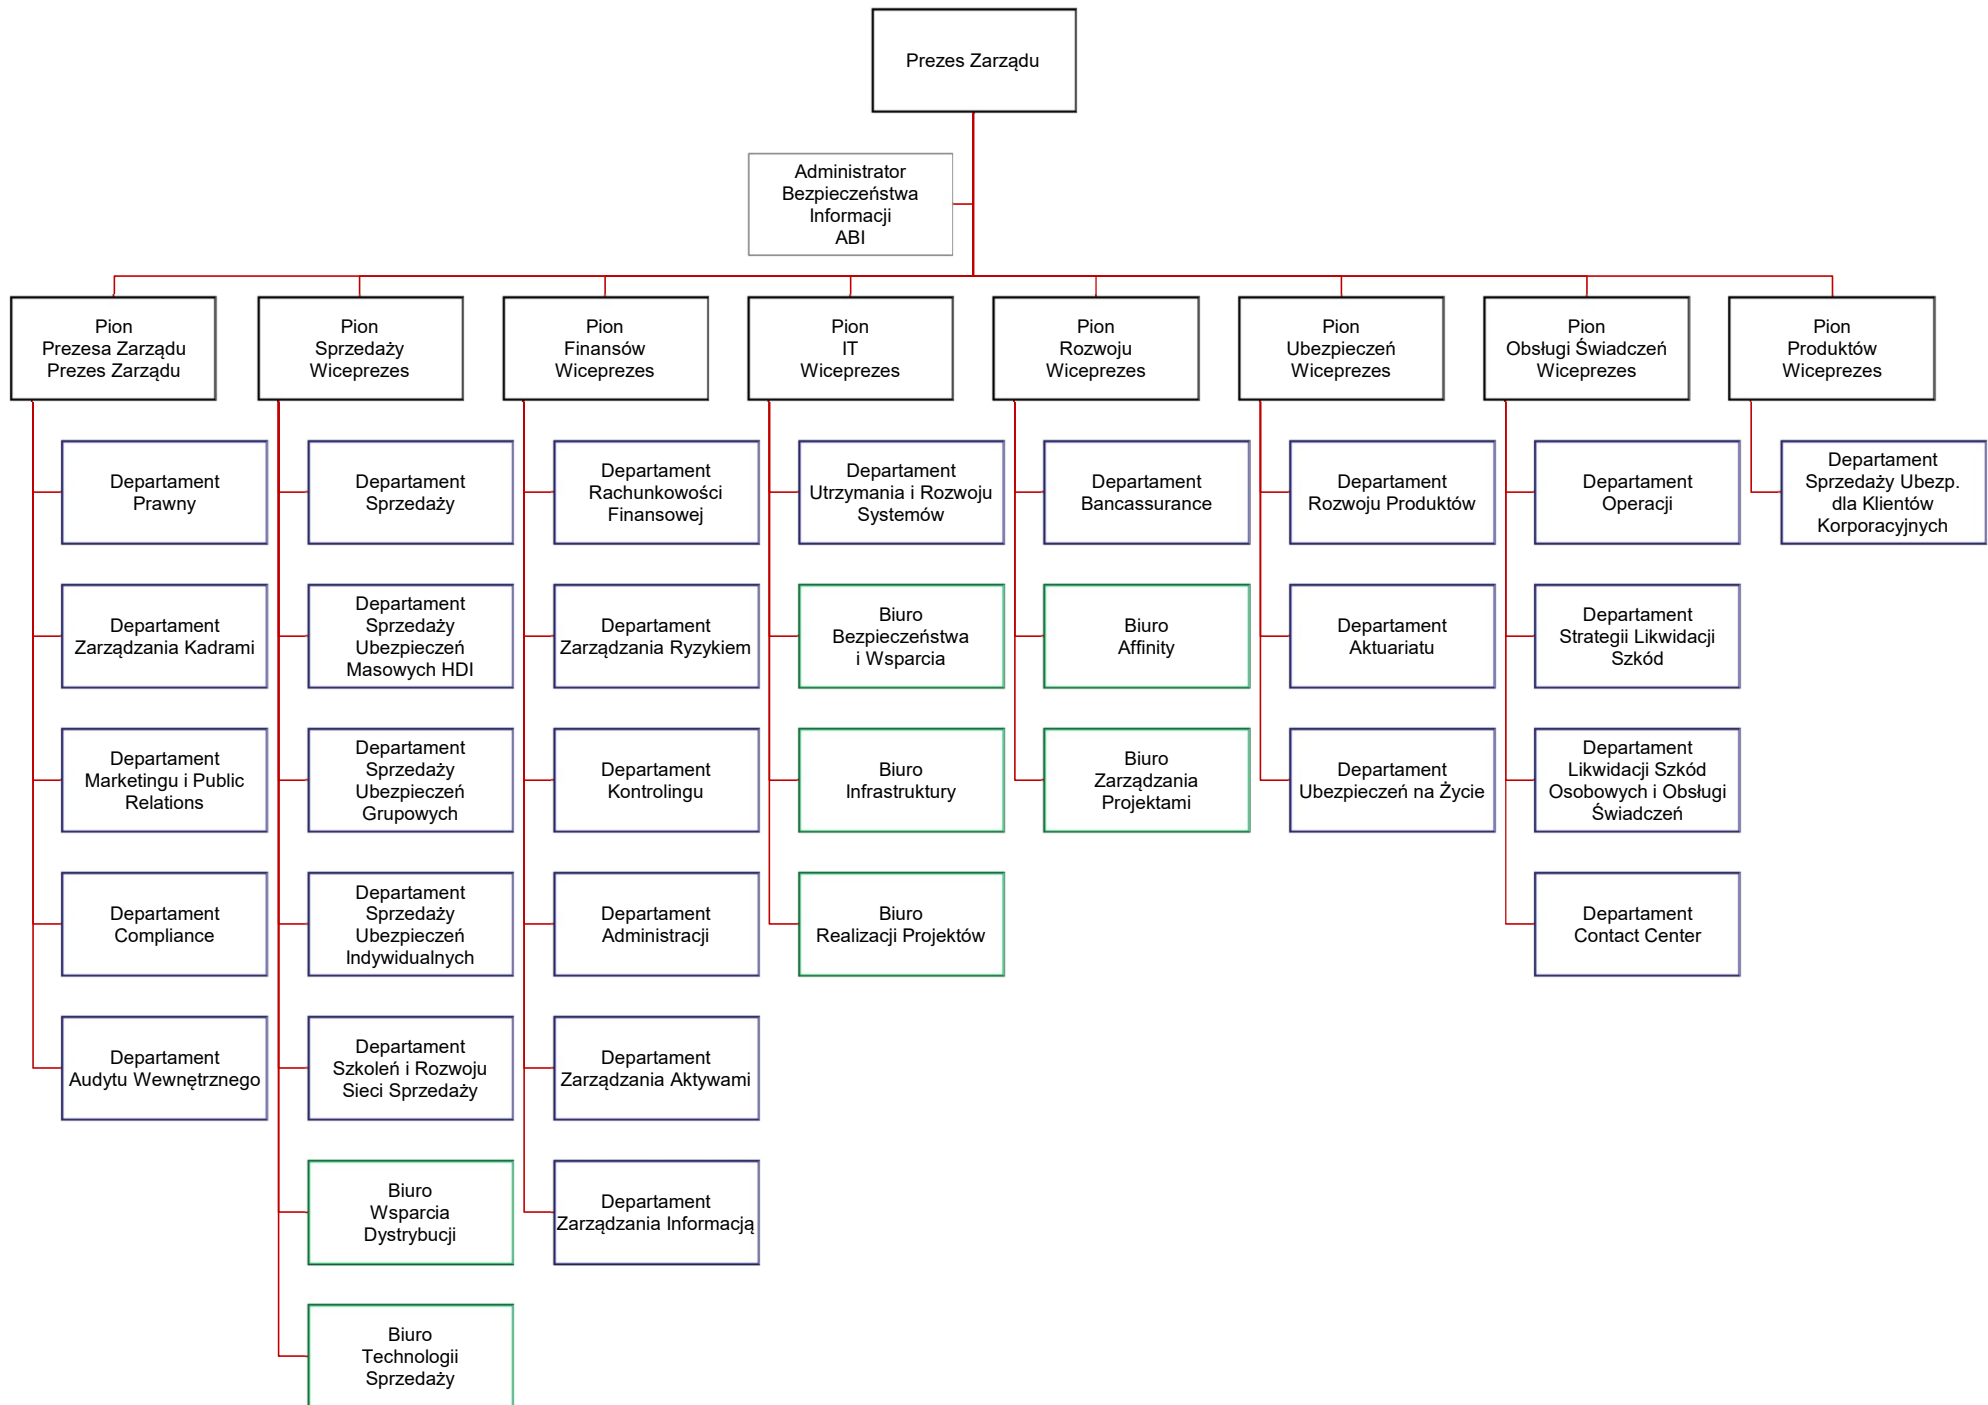 Prezes Zarządu
Administrator
Bezpieczeństwa
Informacji
ABI
Pion
Prezesa Zarządu
Prezes Zarządu
Pion
Sprzedaży
Wiceprezes
Pion
Finansów
Wiceprezes
Pion
IT
Wiceprezes
Pion
Rozwoju
Wiceprezes
Pion
Ubezpieczeń
Wiceprezes
Pion
Obsługi Świadczeń
Wiceprezes
Pion
Produktów
Wiceprezes
Departament
Prawny
Departament
Sprzedaży
Departament
Rachunkowości
Finansowej
Departament
Utrzymania i Rozwoju
Systemów
Departament
Bancassurance
Departament
Rozwoju Produktów
Departament
Operacji
Departament
Sprzedaży Ubezp.
dla Klientów
Korporacyjnych
Departament
Zarządzania Kadrami
Departament
Sprzedaży
Ubezpieczeń
Masowych HDI
Departament
Zarządzania Ryzykiem
Biuro
Bezpieczeństwa
i Wsparcia
Biuro
Affinity
Departament
Aktuariatu
Departament
Strategii Likwidacji
Szkód
Departament
Marketingu i Public
Relations
Departament
Sprzedaży
Ubezpieczeń
Grupowych
Departament
Kontrolingu
Biuro
Infrastruktury
Biuro
Zarządzania
Projektami
Departament
Ubezpieczeń na Życie
Departament
Likwidacji Szkód
Osobowych i Obsługi
Świadczeń
Departament
Compliance
Departament
Sprzedaży
Ubezpieczeń
Indywidualnych
Departament
Administracji
Biuro
Realizacji Projektów
Departament
Contact Center
Departament
Audytu Wewnętrznego
Departament
Szkoleń i Rozwoju
Sieci Sprzedaży
Departament
Zarządzania Aktywami
Biuro
Wsparcia
Dystrybucji
Departament
Zarządzania Informacją
Biuro
Technologii
Sprzedaży